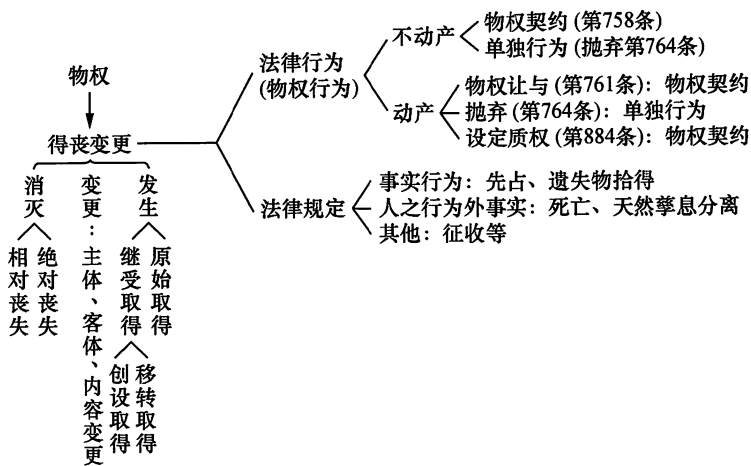 物权
得丧变更
消灭
变更：主体、客体、内容变更
发生
相对丧失
绝对丧失
继受取得
原始取得
创设取得
移转取得
法律行为
(物权行为)
不动产
物权契约 (第758条)
单独行为 (抛弃第764条)
动产
物权让与 (第761条)：物权契约
抛弃 (第764条)：单独行为
设定质权 (第884条)：物权契约
法律规定
事实行为：先占、遗失物拾得
人之行为外事实：死亡、天然孳息分离
其他：征收等